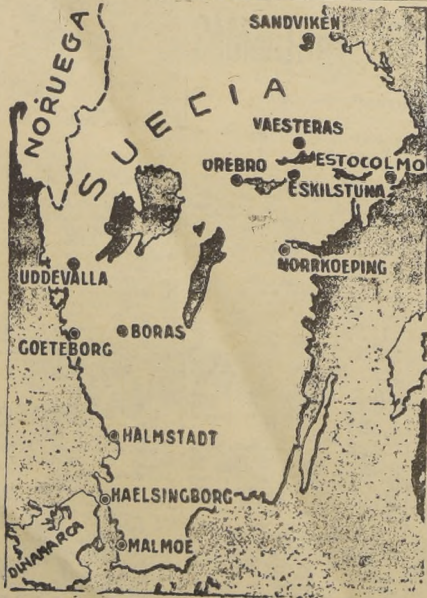 SANDVIKEN
NORUEGA
SUECIA
VAESTERAS
OREBRO
ESTOCOLMO
ESKILSTUNA
NORRKOEPING
UDDEVALLA
BORAS
GOETEBORG
HALMSTADT
HAELSINGBORG
DINAMARCA
MALMOE